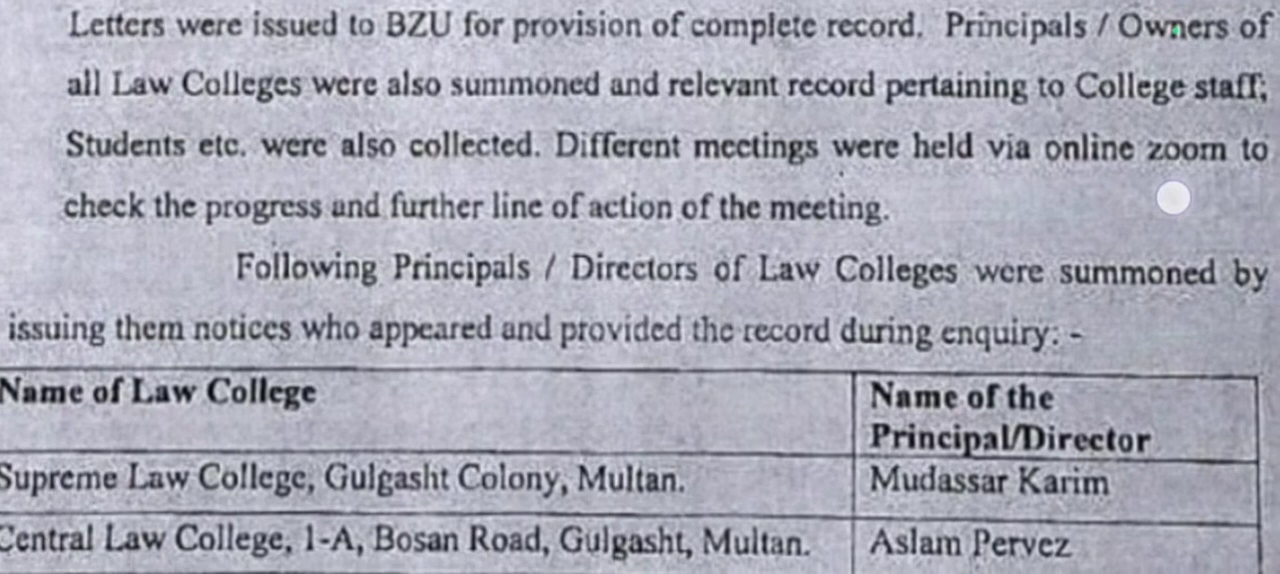 Letters were issued to BZU for provision of complete record. Principals / Owners of
all Law Colleges were also summoned and relevant record pertaining to College staff;
Students etc. were also collected. Different meetings were held via online zoom to
check the progress and further line of action of the meeting.
Following Principals / Directors of Law Colleges were summoned by
issuing them notices who appeared and provided the record during enquiry: -
Name of Law College
Name of the
Principal/Director
Supreme Law College, Gulgasht Colony, Multan.
Mudassar Karim
Central Law College, 1-A, Bosan Road, Gulgasht, Multan.
Aslam Pervez